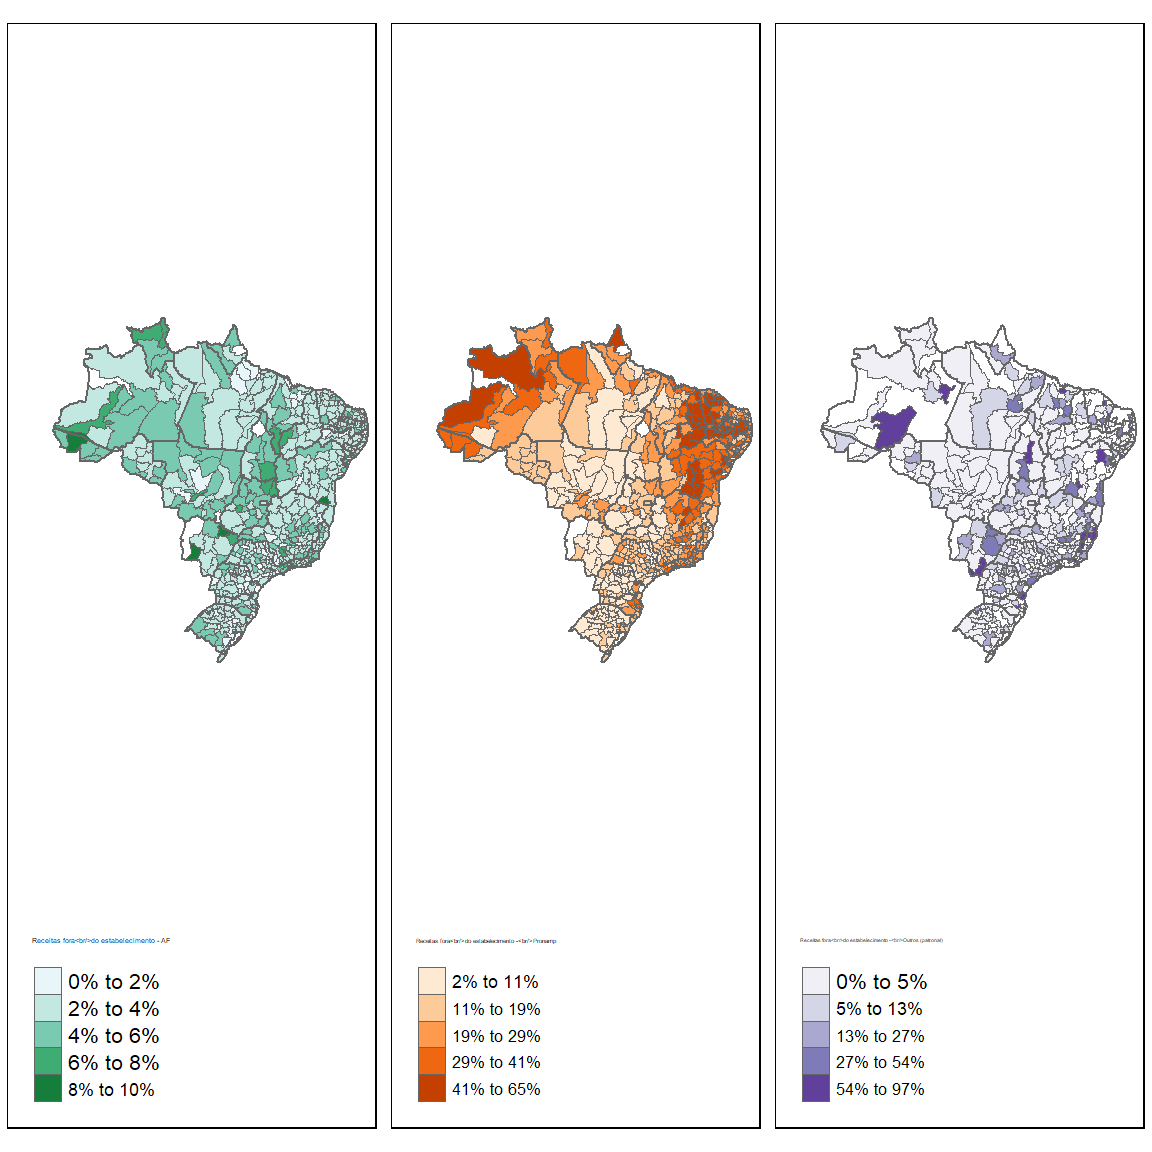 Receitas fora<br/>do estabelecimento - AF
0% to 2%
2% to 4%
4% to 6%
6% to 8%
8% to 10%
Receitas fora<br/>do estabelecimento -<br/>Pronamp
2% to 11%
11% to 19%
19% to 29%
29% to 41%
41% to 65%
Receitas fora<br/>do estabelecimento -<br/>Outros (patronal)
0% to 5%
5% to 13%
13% to 27%
27% to 54%
54% to 97%